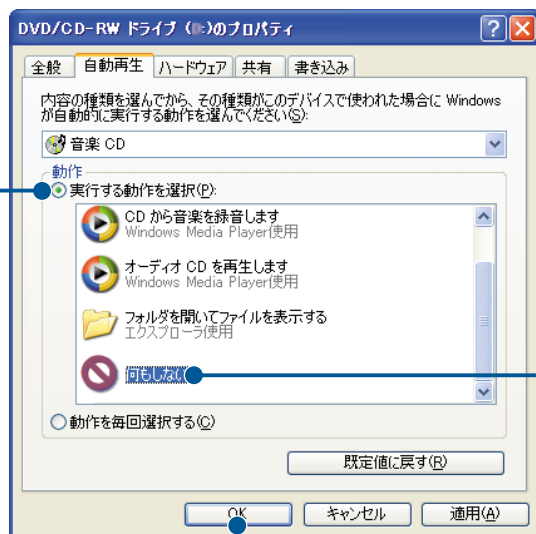 DVD/CD-RW ドライブ (D:)のプロパティ
全般 自動再生 ハードウェア 共有 書き込み
内容の種類を選んでから、その種類がこのデバイスで使われた場合に Windows
が自動的に実行する動作を選んでください(S):
音楽 CD
動作
実行する動作を選択(P):
CD から音楽を録音します
Windows Media Player使用
オーディオ CD を再生します
Windows Media Player使用
フォルダを開いてファイルを表示する
エクスプローラ使用
何もしない
動作を毎回選択する(C)
既定値に戻す(R)
OK キャンセル 適用(A)